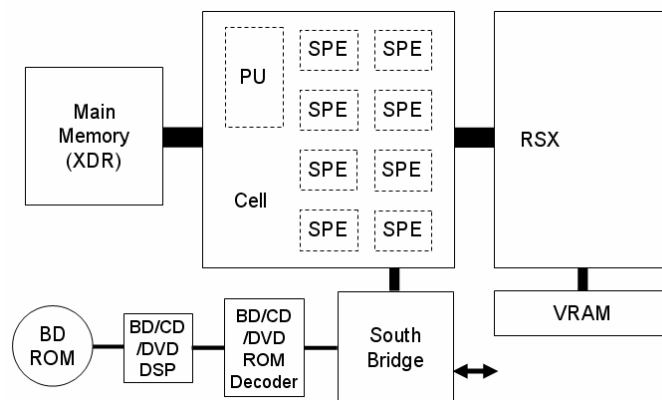 Main
Memory
(XDR)
PU
SPE SPE
SPE SPE
SPE SPE
SPE SPE
Cell
RSX
VRAM
BD
ROM
BD/CD
/DVD
DSP
BD/CD
/DVD
ROM
Decoder
South
Bridge